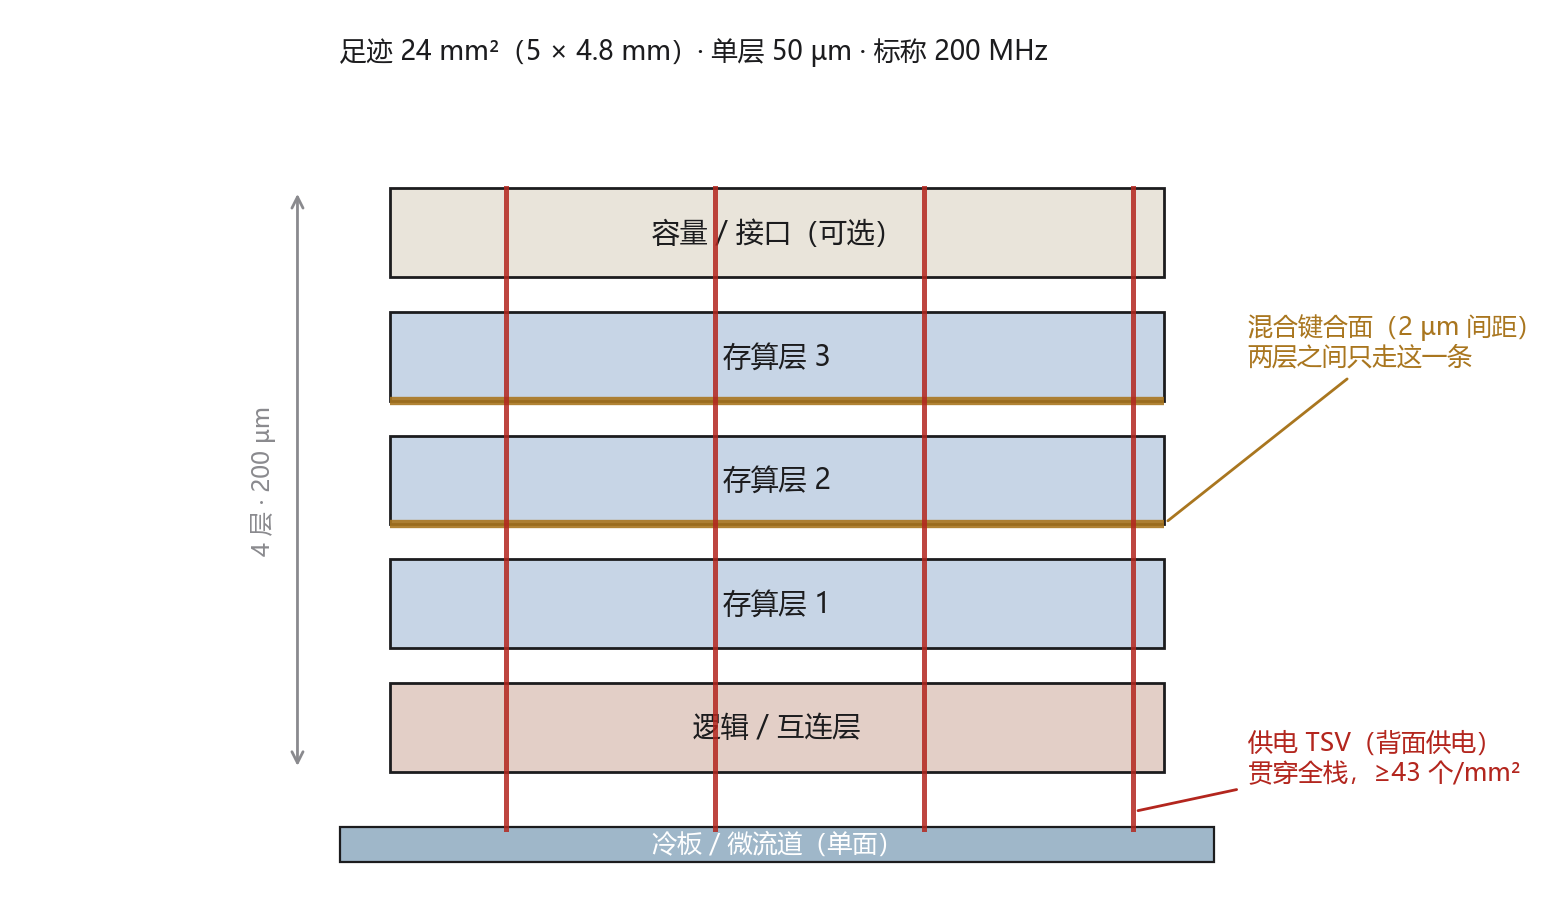 足迹 24 mm²（5 × 4.8 mm）· 单层 50 μm · 标称 200 MHz
容量 / 接口（可选）
存算层 3
混合键合面（2 μm 间距）
两层之间只走这一条
存算层 2
4 层 · 200 μm
存算层 1
逻辑 / 互连层
供电 TSV（背面供电）
贯穿全栈，≥43 个/mm²
冷板 / 微流道（单面）